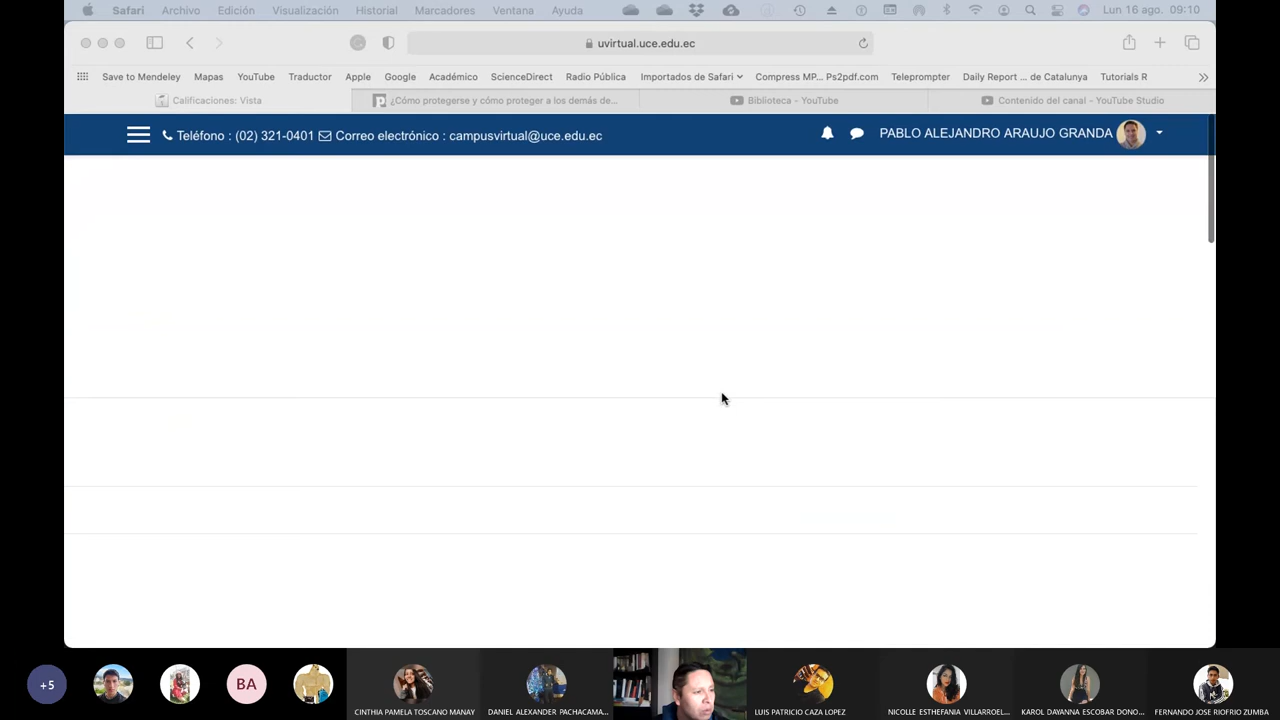 Safari Archivo Edición Visualización Historial Marcadores Ventana Ayuda Lun 16 ago. 09:10
uvirtual.uce.edu.ec
Save to Mendeley Mapas YouTube Traductor Apple Google Académico ScienceDirect Radio Pública Importados de Safari Compress MP... Ps2pdf.com Teleprompter Daily Report ... de Catalunya Tutorials R
Calificaciones: Vista ¿Cómo protegerse y cómo proteger a los demás de... Biblioteca - YouTube Contenido del canal - YouTube Studio
Teléfono : (02) 321-0401 Correo electrónico : campusvirtual@uce.edu.ec PABLO ALEJANDRO ARAUJO GRANDA
+5 BA
CINTHIA PAMELA TOSCANO MANAY DANIEL ALEXANDER PACHACAMA... LUIS PATRICIO CAZA LOPEZ NICOLLE ESTHEFANIA VILLARROEL... KAROL DAYANNA ESCOBAR DONO... FERNANDO JOSE RIOFRIO ZUMBA